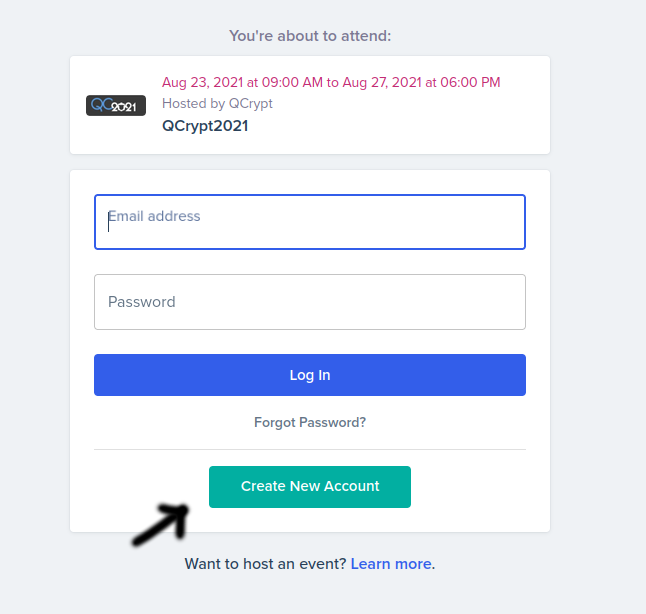 You're about to attend:
QC2021
Aug 23, 2021 at 09:00 AM to Aug 27, 2021 at 06:00 PM
Hosted by QCrypt
QCrypt2021
Email address
Password
Log In
Forgot Password?
Create New Account
Want to host an event? Learn more.